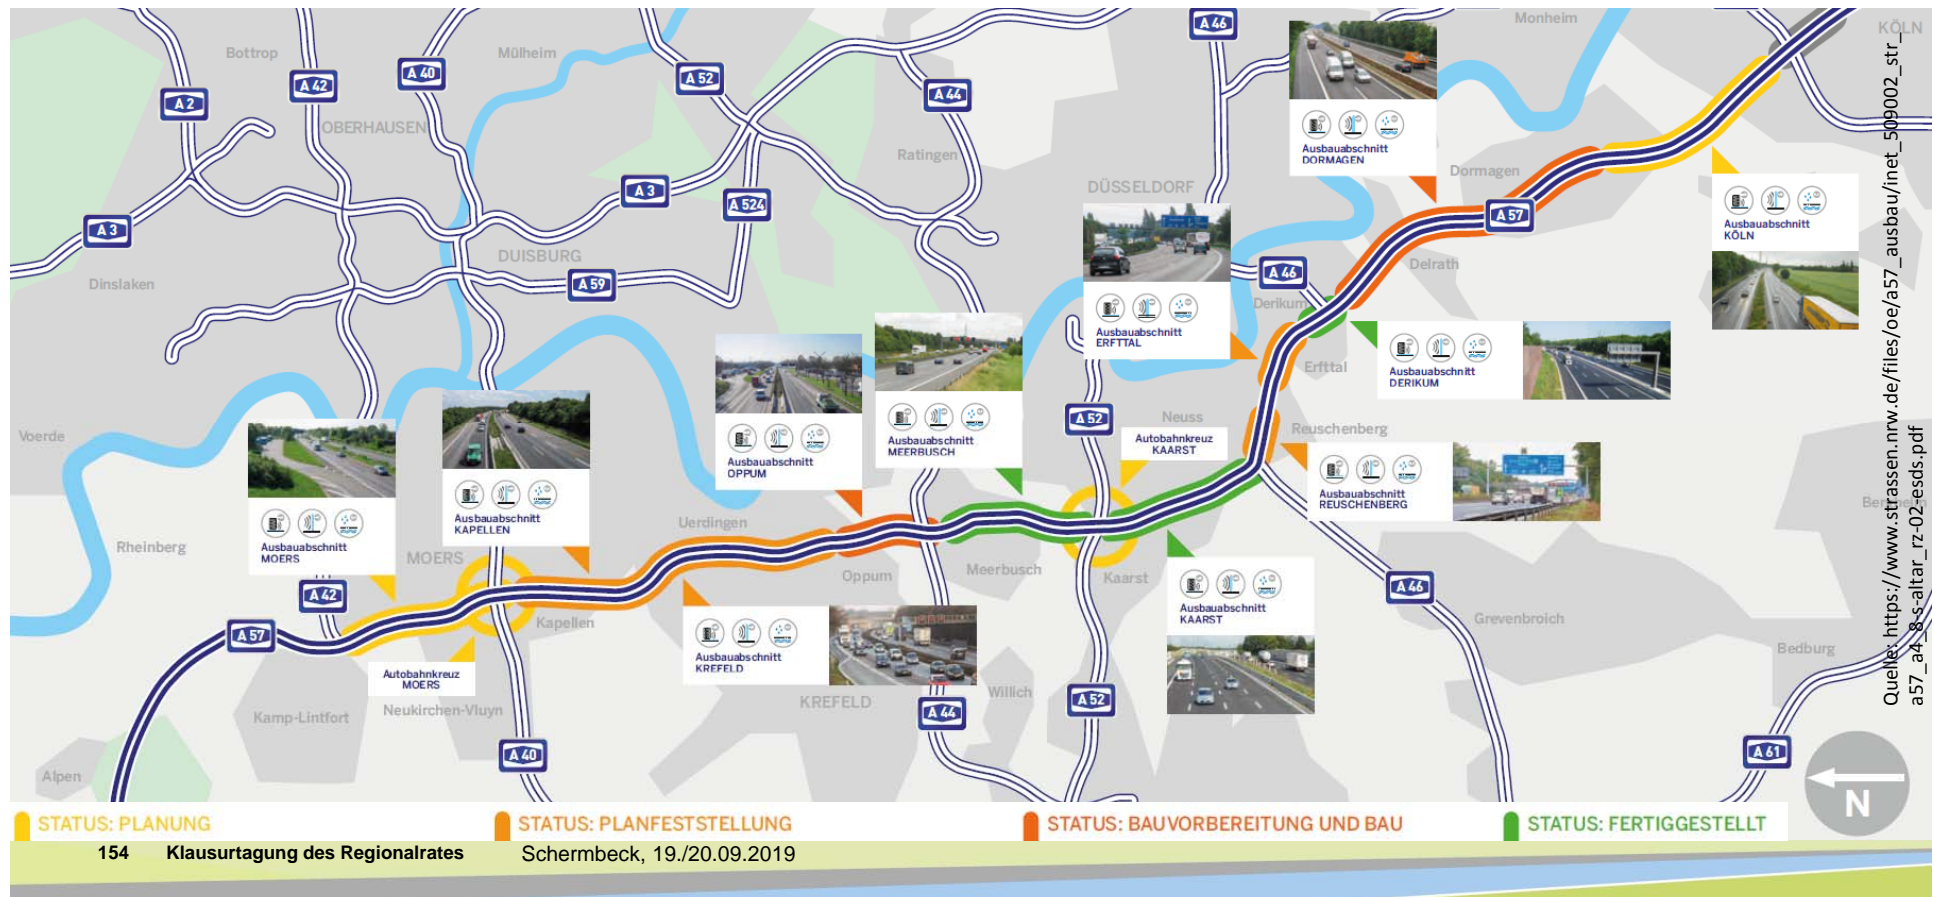 A 46
Monheim
KÖLN
Bottrop
Mülheim
A 42
A 40
A 52
A 2
A 44
OBERHAUSEN
Ratingen
Ausbauabschnitt
DORMAGEN
Dormagen
DÜSSELDORF
A 3
A 524
A 57
Ausbauabschnitt
KÖLN
A 3
DUISBURG
Dinslaken
A 59
A 46
Delrath
Derikum
Ausbauabschnitt
ERFTTAL
Erfttal
Ausbauabschnitt
DERIKUM
Voerde
Ausbauabschnitt
OPPUM
Ausbauabschnitt
MEERBUSCH
A 52
Neuss
Autobahnkreuz
KAARST
Reuschenberg
Ausbauabschnitt
REUSCHENBERG
Rheinberg
Ausbauabschnitt
MOERS
Ausbauabschnitt
KAPELLEN
MOERS
Uerdingen
Oppum
Meerbusch
Kaarst
A 42
A 57
Kapellen
Ausbauabschnitt
KREFELD
Ausbauabschnitt
KAARST
A 46
Grevenbroich
Bedburg
Autobahnkreuz
MOERS
Kamp-Lintfort
Neukirchen-Vluyn
KREFELD
Willich
A 44
A 52
A 40
Alpen
A 61
N
Quelle: https://www.strassen.nrw.de/files/oe/a57_ausbau/inet_509002_str_
a57_a4_8-s-altar_rz-02-esds.pdf
STATUS: PLANUNG
STATUS: PLANFESTSTELLUNG
STATUS: BAUVORBEREITUNG UND BAU
STATUS: FERTIGGESTELLT
154 Klausurtagung des Regionalrates Schermbeck, 19./20.09.2019